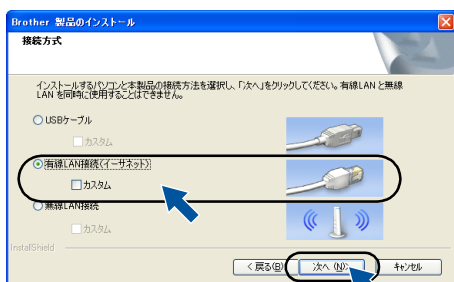 Brother 製品のインストール
接続方式
インストールするパソコンと本製品の接続方法を選択し、「次へ」をクリックしてください。有線LAN と無線
LAN を同時に使用することはできません。
USBケーブル
カスタム
有線LAN接続(イーサネット)
カスタム
無線LAN接続
カスタム
InstallShield
< 戻る(B) 次へ (N)> キャンセル